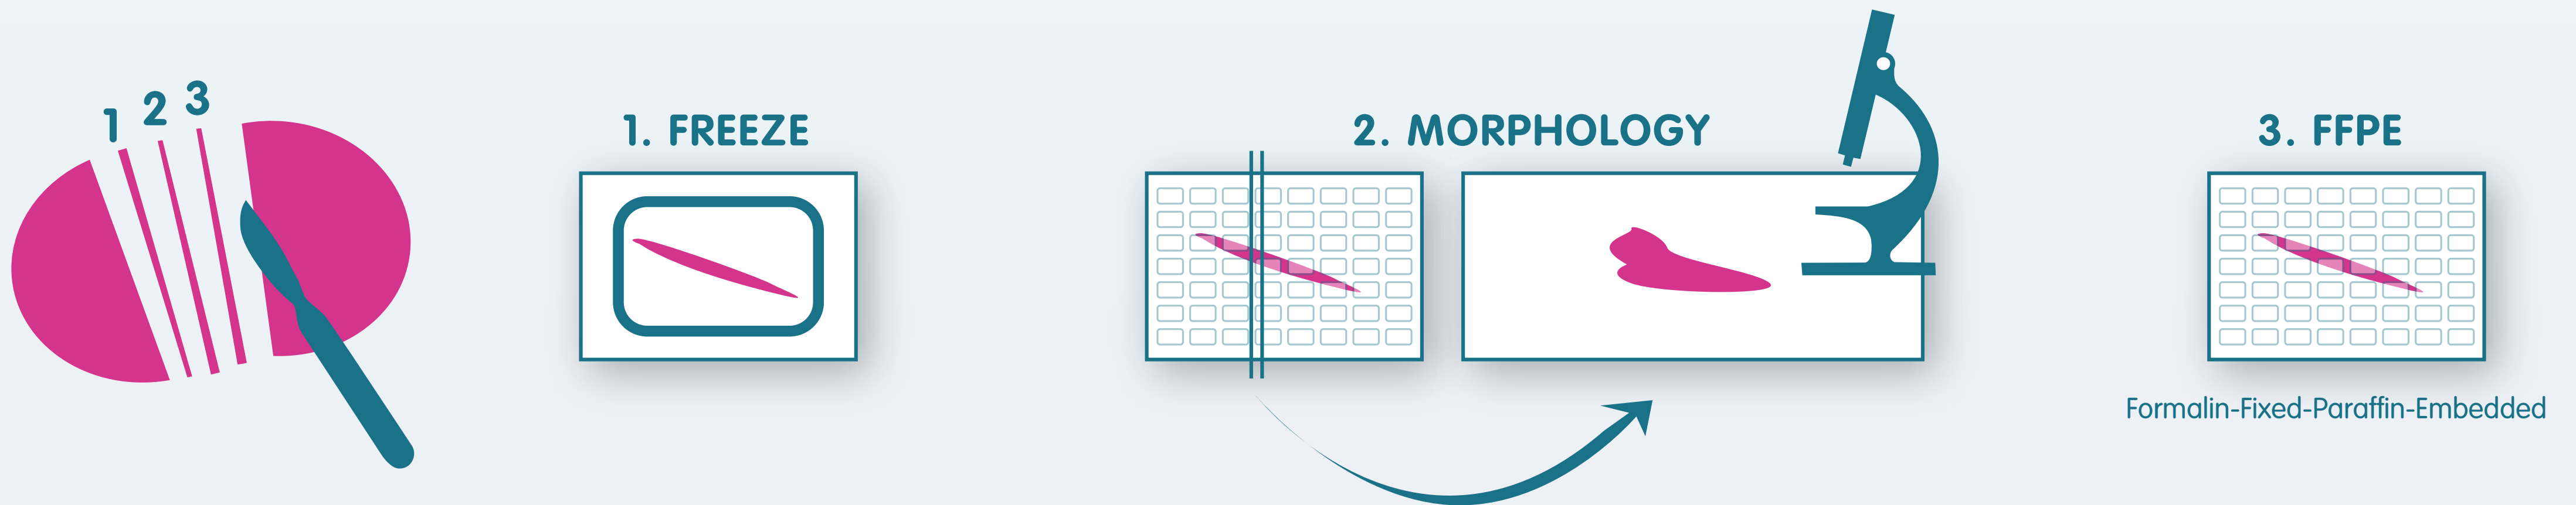 1 2 3
1. FREEZE
2. MORPHOLOGY
3. FFPE
Formalin-Fixed-Paraffin-Embedded